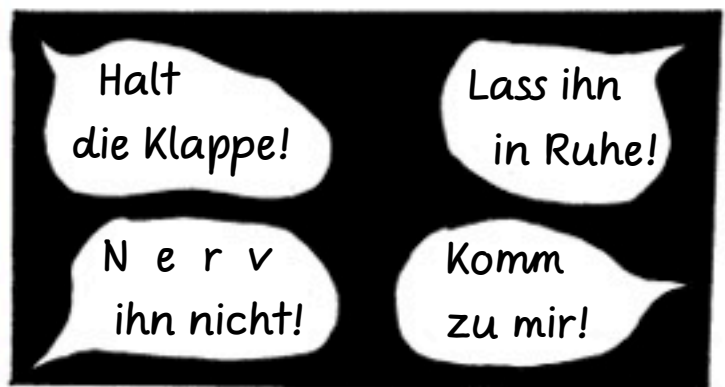 Halt
die Klappe!
Lass ihn
in Ruhe!
N e r v
ihn nicht!
Komm
zu mir!